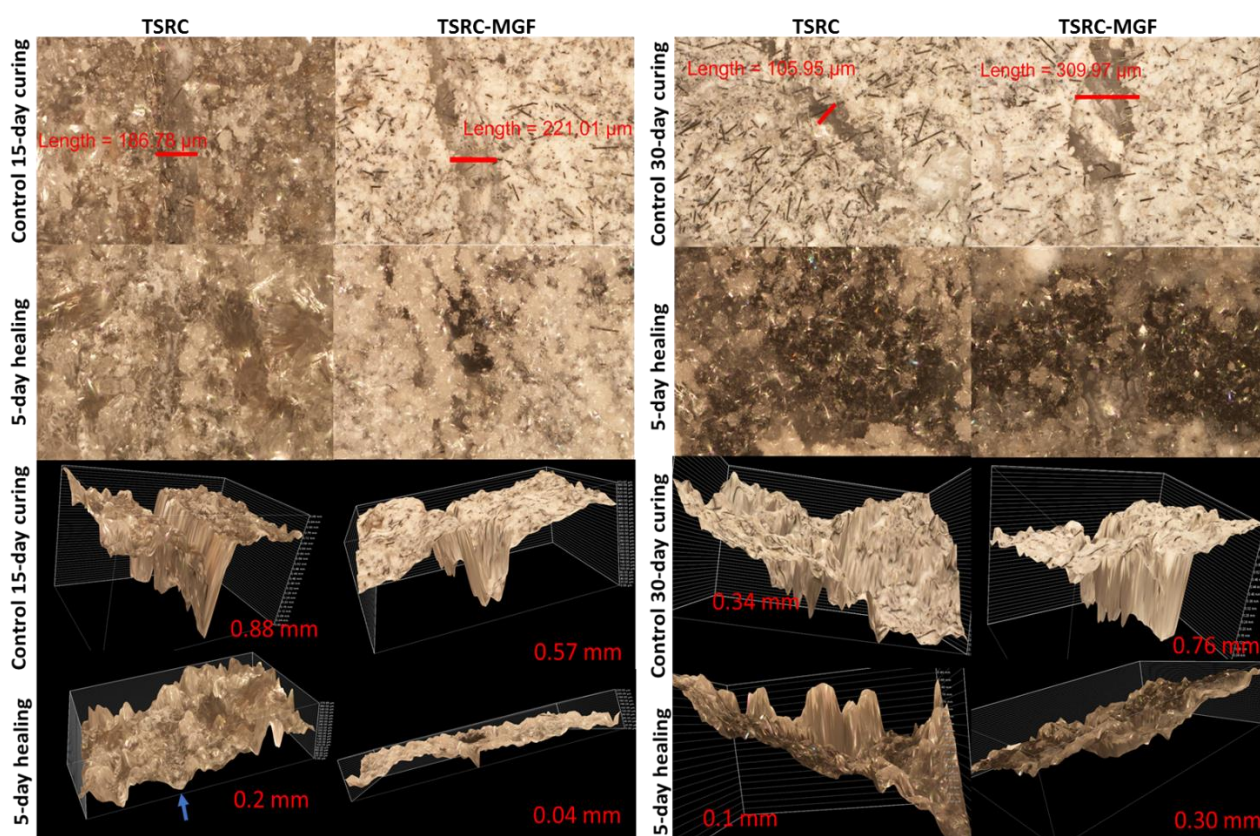 TSRC
TSRC-MGF
TSRC
TSRC-MGF
Control 15-day curing
Length = 186.78 µm
Length = 221.01 µm
Control 30-day curing
Length = 105.95 µm
Length = 309.97 µm
5-day healing
5-day healing
Control 15-day curing
0.88 mm
0.57 mm
Control 30-day curing
0.34 mm
0.76 mm
5-day healing
0.2 mm
0.04 mm
5-day healing
0.1 mm
0.30 mm